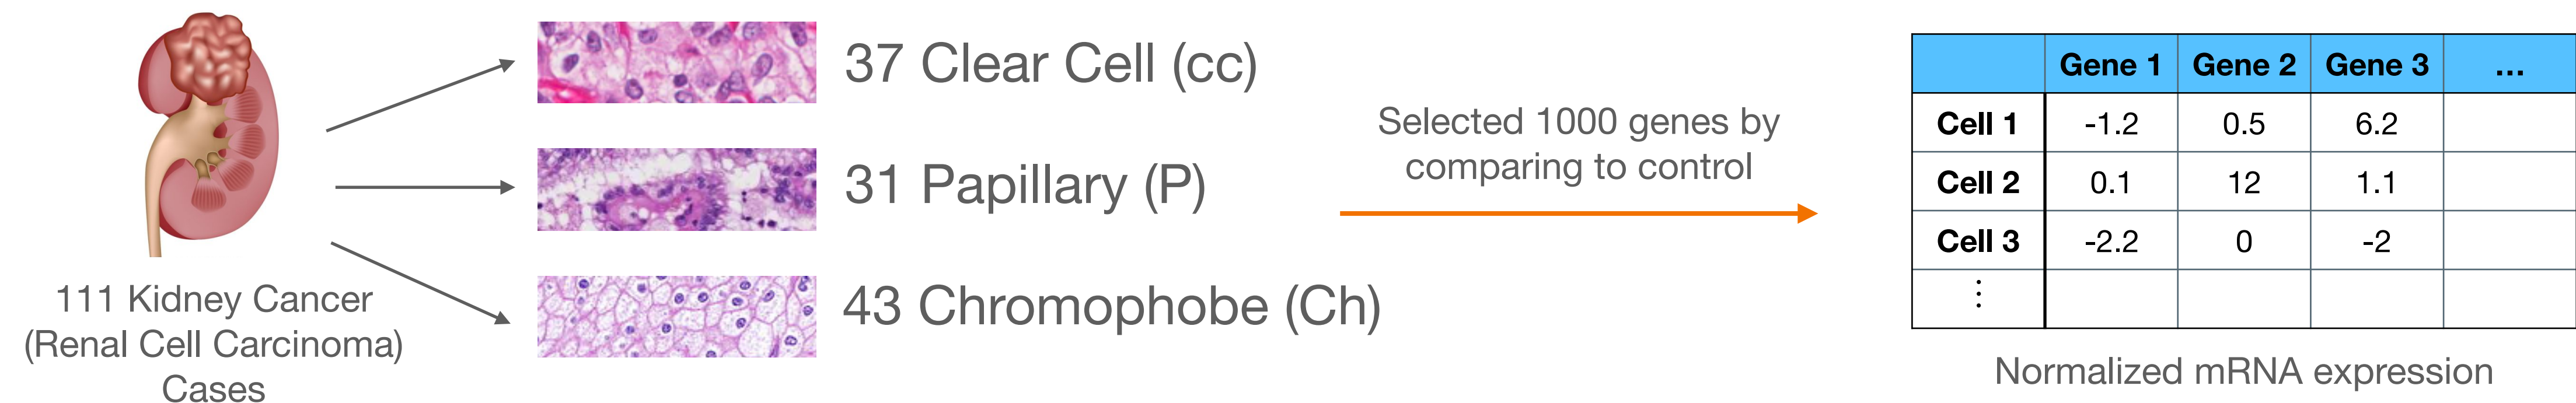 111 Kidney Cancer
(Renal Cell Carcinoma)
Cases
37 Clear Cell (cc)
31 Papillary (P)
43 Chromophobe (Ch)
Selected 1000 genes by
comparing to control
Gene 1 Gene 2 Gene 3 ...
Cell 1 -1.2 0.5 6.2
Cell 2 0.1 12 1.1
Cell 3 -2.2 0 -2
⋮
Normalized mRNA expression